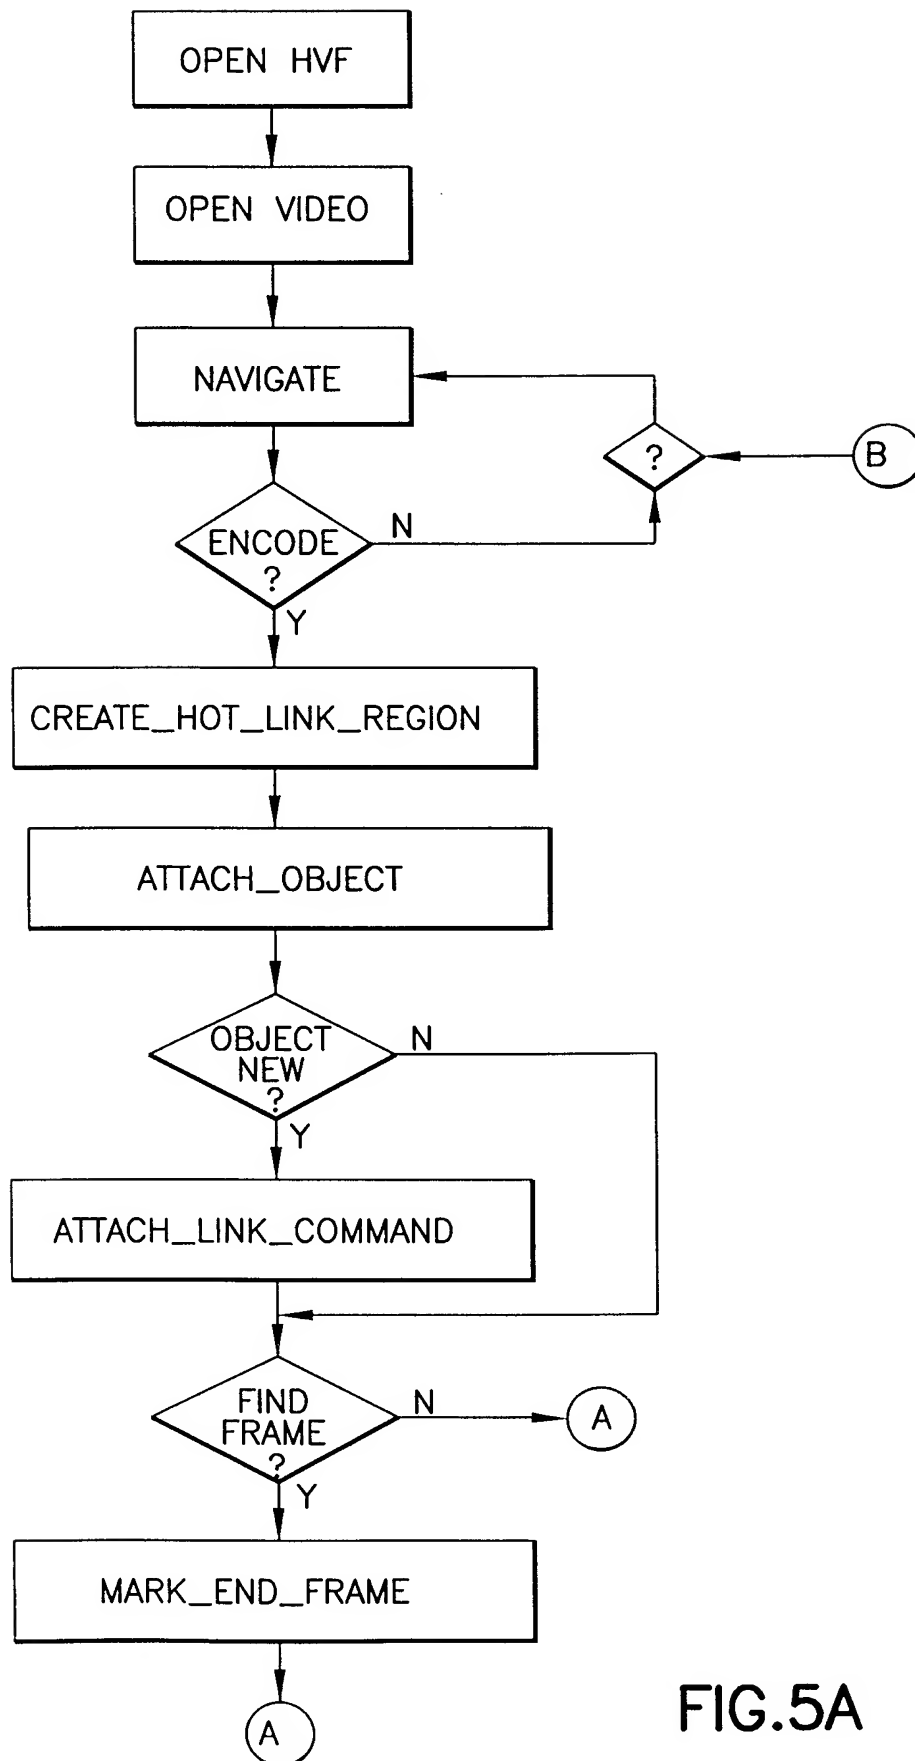 OPEN HVF
OPEN VIDEO
NAVIGATE
?
B
ENCODE
?
N
Y
CREATE_HOT_LINK_REGION
ATTACH_OBJECT
OBJECT
NEW
?
N
Y
ATTACH_LINK_COMMAND
FIND
FRAME
?
N
A
Y
MARK_END_FRAME
A
FIG.5A